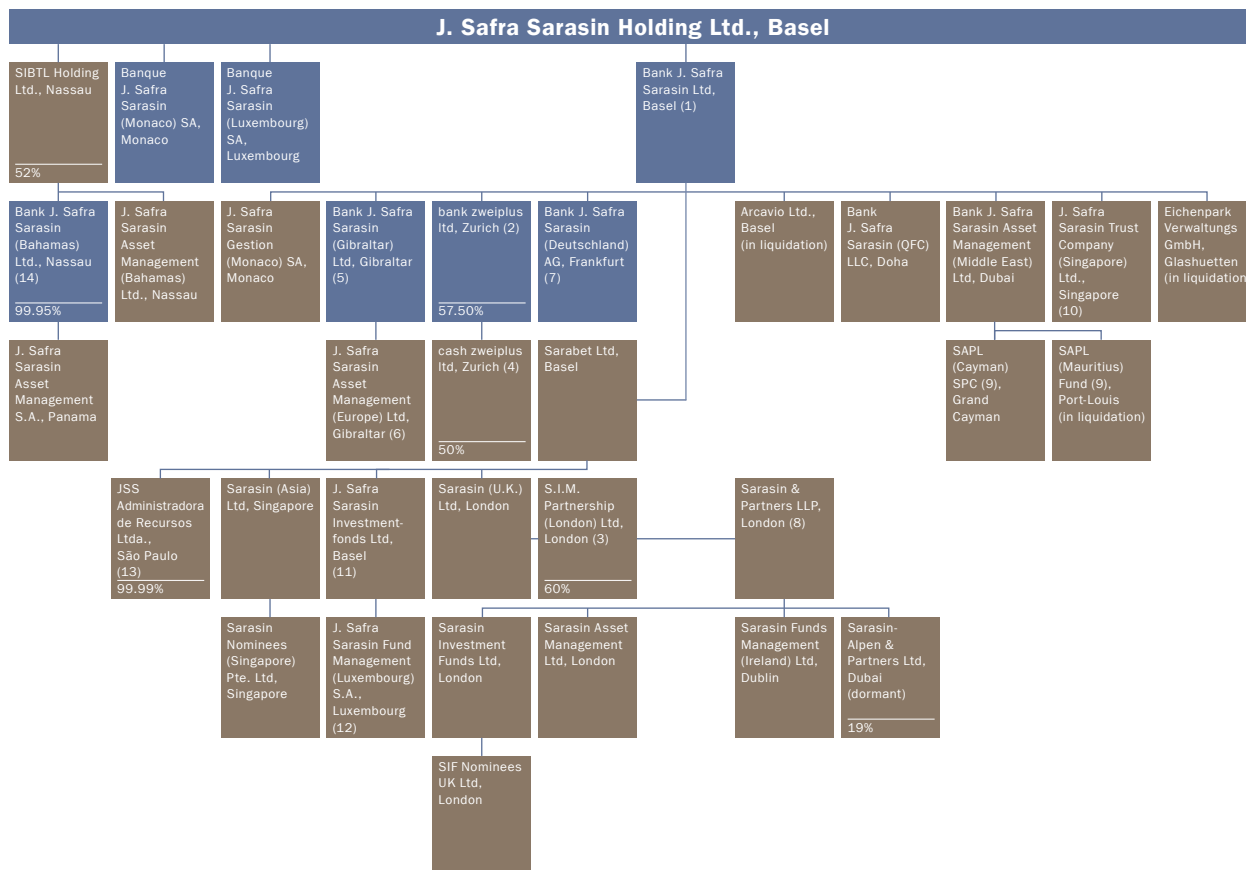 J. Safra Sarasin Holding Ltd., Basel
SIBTL Holding
Ltd., Nassau
52%
Banque
J. Safra
Sarasin
(Monaco) SA,
Monaco
Banque
J. Safra
Sarasin
(Luxembourg)
SA,
Luxembourg
Bank J. Safra
Sarasin Ltd,
Basel (1)
Bank J. Safra
Sarasin
(Bahamas)
Ltd., Nassau
(14)
99.95%
J. Safra
Sarasin
Asset
Management
(Bahamas)
Ltd., Nassau
J. Safra
Sarasin
Gestion
(Monaco) SA,
Monaco
Bank J. Safra
Sarasin
(Gibraltar)
Ltd, Gibraltar
(5)
bank zweiplus
ltd, Zurich (2)
57.50%
Bank J. Safra
Sarasin
(Deutschland)
AG, Frankfurt
(7)
Arcavio Ltd.,
Basel
(in liquidation)
Bank
J. Safra
Sarasin (QFC)
LLC, Doha
Bank J. Safra
Sarasin Asset
Management
(Middle East)
Ltd, Dubai
J. Safra
Sarasin Trust
Company
(Singapore)
Ltd.,
Singapore
(10)
Eichenpark
Verwaltungs
GmbH,
Glashuetten
(in liquidation
J. Safra
Sarasin
Asset
Management
S.A., Panama
J. Safra
Sarasin
Asset
Management
(Europe) Ltd,
Gibraltar (6)
cash zweiplus
ltd, Zurich (4)
50%
Sarabet Ltd,
Basel
SAPL
(Cayman)
SPC (9),
Grand
Cayman
SAPL
(Mauritius)
Fund (9),
Port-Louis
(in liquidation)
JSS
Administradora
de Recursos
Ltda.,
São Paulo
(13)
99.99%
Sarasin (Asia)
Ltd, Singapore
J. Safra
Sarasin
Investment-
fonds Ltd,
Basel
(11)
Sarasin (U.K.)
Ltd, London
S.I.M.
Partnership
(London) Ltd,
London (3)
60%
Sarasin &
Partners LLP,
London (8)
Sarasin
Nominees
(Singapore)
Pte. Ltd,
Singapore
J. Safra
Sarasin Fund
Management
(Luxembourg)
S.A.,
Luxembourg
(12)
Sarasin
Investment
Funds Ltd,
London
Sarasin Asset
Management
Ltd, London
Sarasin Funds
Management
(Ireland) Ltd,
Dublin
Sarasin-
Alpen &
Partners Ltd,
Dubai
(dormant)
19%
SIF Nominees
UK Ltd,
London